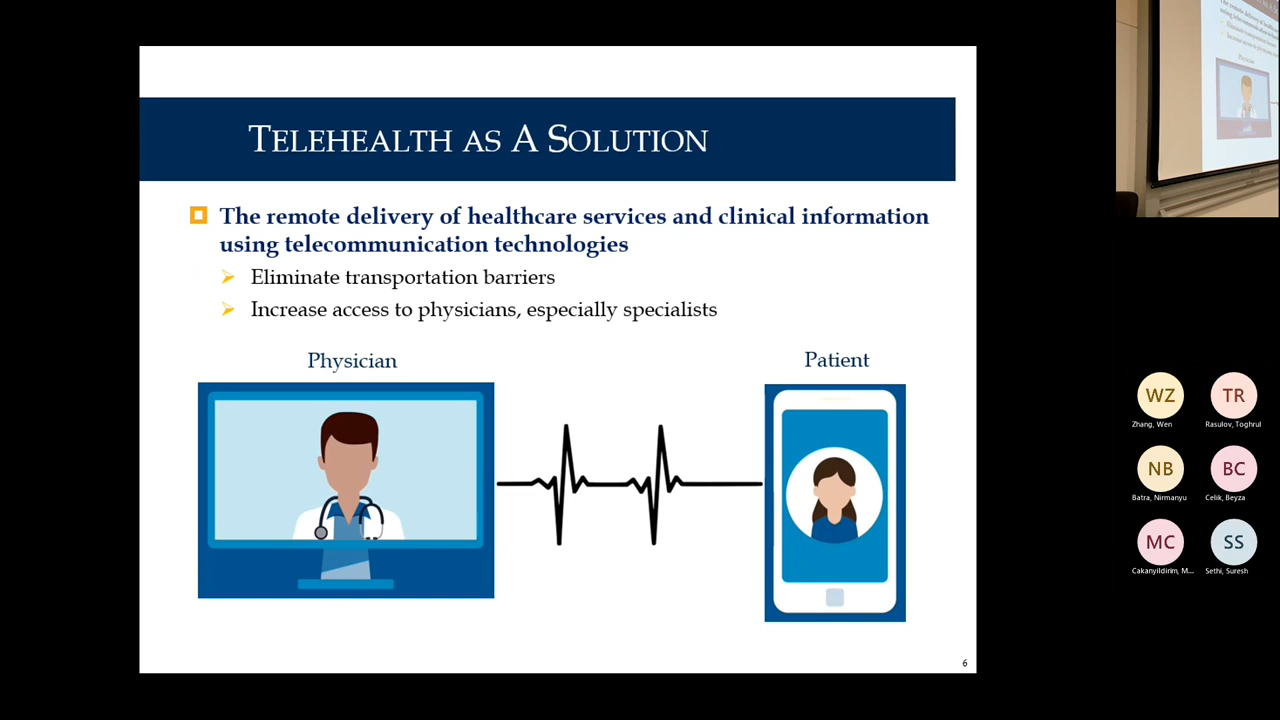 TELEHEALTH AS A SOLUTION
The remote delivery of healthcare services and clinical information
using telecommunication technologies
Eliminate transportation barriers
Increase access to physicians, especially specialists
Physician
Patient
6
WZ
Zhang, Wen
TR
Rasulov, Toghrul
NB
Batra, Nirmanyu
BC
Celik, Beyza
MC
Cakanyildirim, M...
SS
Sethi, Suresh